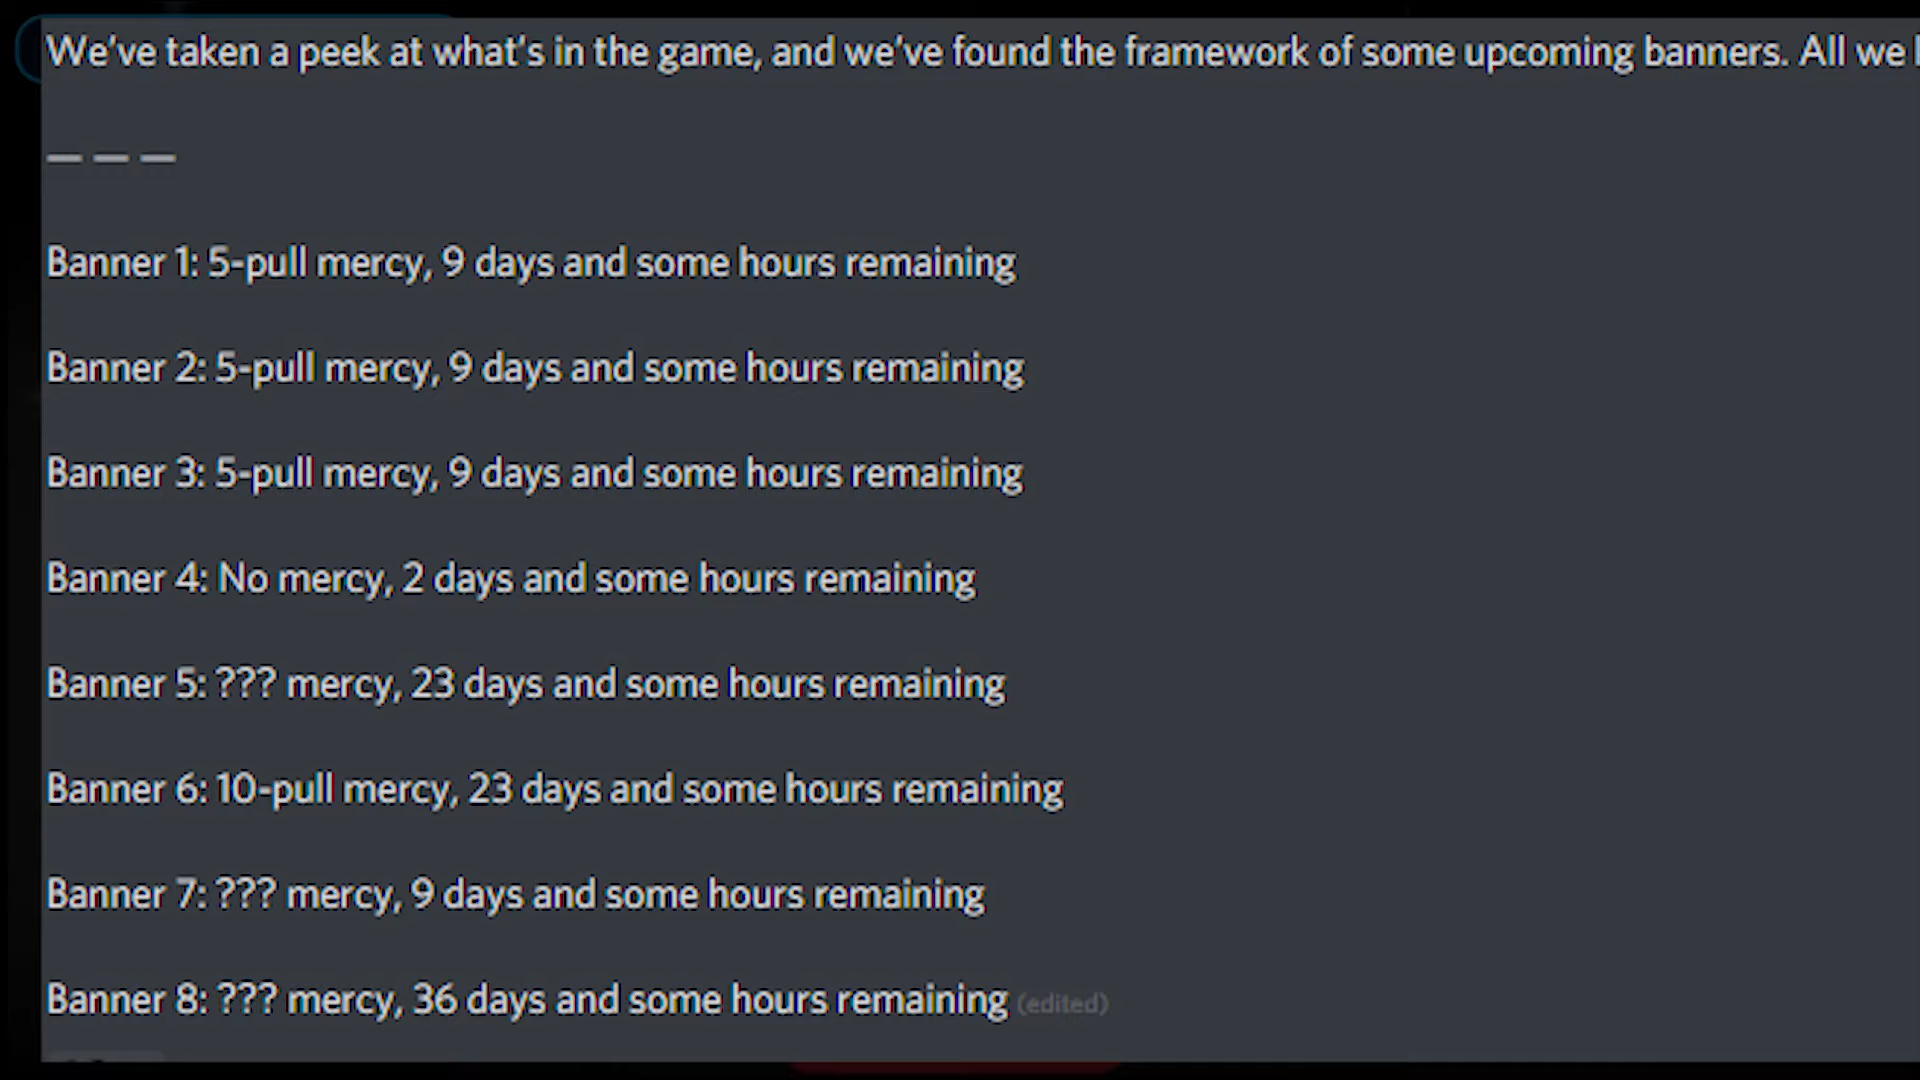 We've taken a peek at what's in the game, and we've found the framework of some upcoming banners. All we
— — —
Banner 1: 5-pull mercy, 9 days and some hours remaining
Banner 2: 5-pull mercy, 9 days and some hours remaining
Banner 3: 5-pull mercy, 9 days and some hours remaining
Banner 4: No mercy, 2 days and some hours remaining
Banner 5: ??? mercy, 23 days and some hours remaining
Banner 6: 10-pull mercy, 23 days and some hours remaining
Banner 7: ??? mercy, 9 days and some hours remaining
Banner 8: ??? mercy, 36 days and some hours remaining (edited)